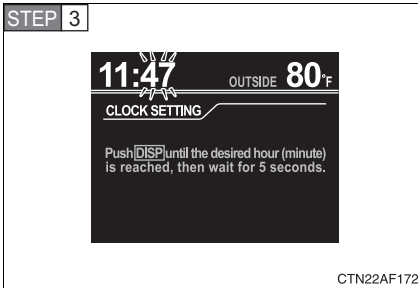 STEP 3
11:47 OUTSIDE 80°F
CLOCK SETTING
Push DISP until the desired hour (minute)
is reached, then wait for 5 seconds.
CTN22AF172